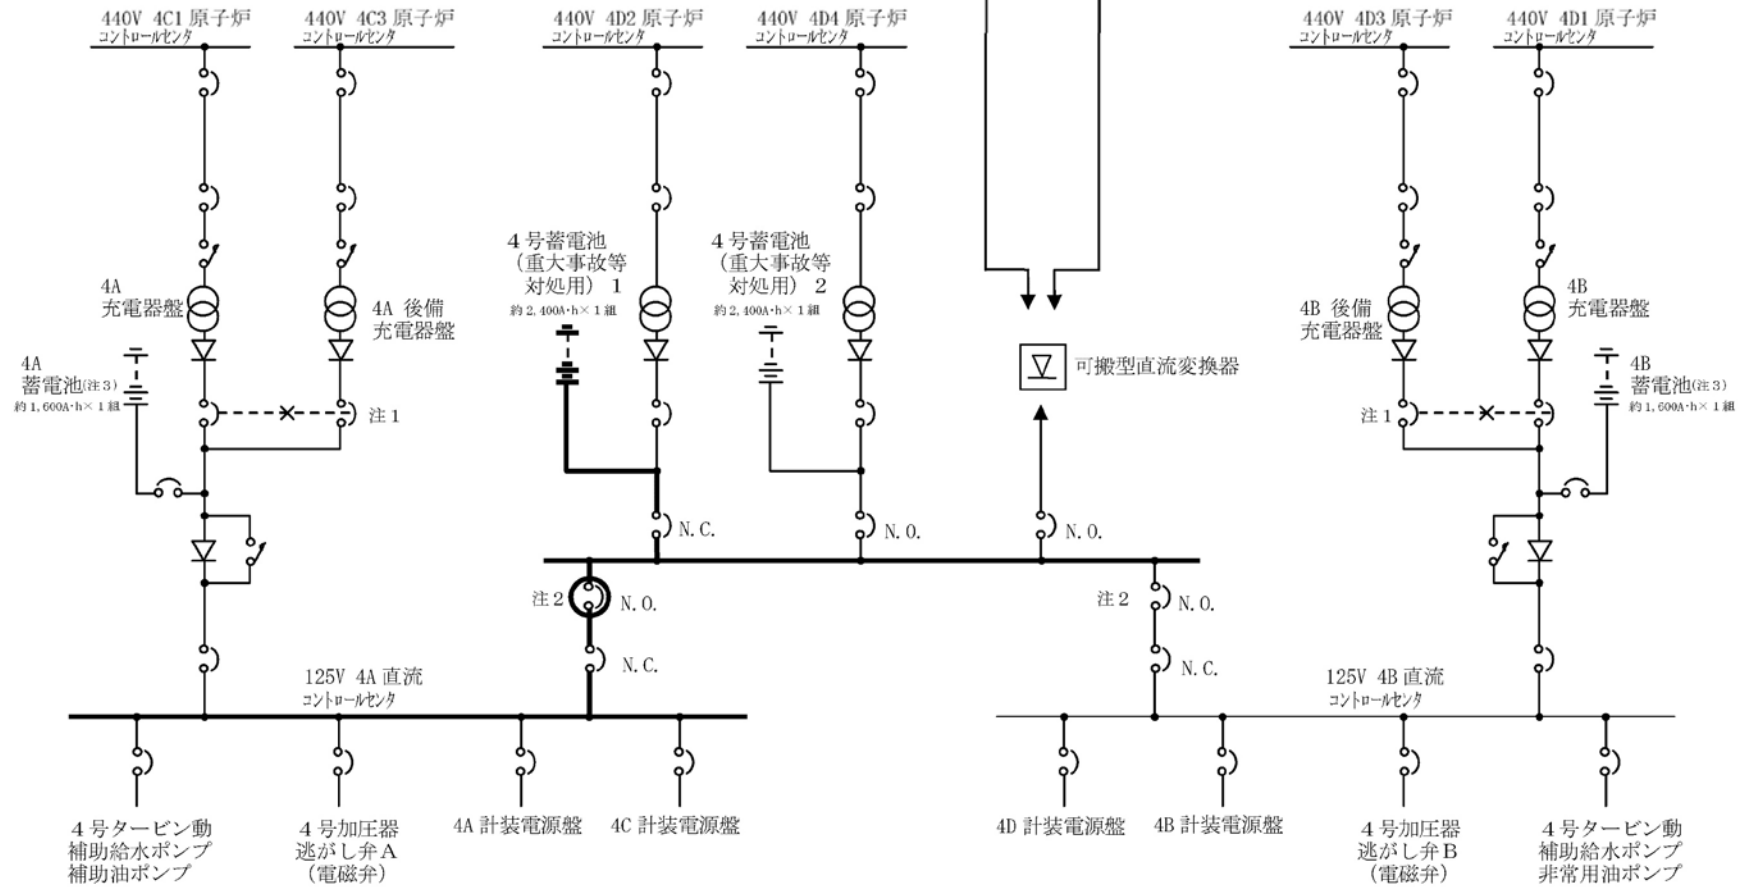 440V 4C1 原子炉
コントロールセンタ
440V 4C3 原子炉
コントロールセンタ
440V 4D2 原子炉
コントロールセンタ
440V 4D4 原子炉
コントロールセンタ
440V 4D3 原子炉
コントロールセンタ
440V 4D1 原子炉
コントロールセンタ
4A
充電器盤
4A 後備
充電器盤
4A
蓄電池(注3)
約1,600A·h×1組
注1
4号蓄電池
(重大事故等
対処用) 1
約2,400A·h×1組
4号蓄電池
(重大事故等
対処用) 2
約2,400A·h×1組
可搬型直流変換器
4B 後備
充電器盤
4B
充電器盤
4B
蓄電池(注3)
約1,600A·h×1組
注1
N.C.
N.O.
N.O.
注2
N.O.
注2
N.O.
N.C.
N.C.
125V 4A 直流
コントロールセンタ
125V 4B 直流
コントロールセンタ
4号タービン動
補助給水ポンプ
補助油ポンプ
4号加圧器
逃がし弁A
(電磁弁)
4A 計装電源盤
4C 計装電源盤
4D 計装電源盤
4B 計装電源盤
4号加圧器
逃がし弁B
(電磁弁)
4号タービン動
補助給水ポンプ
非常用油ポンプ